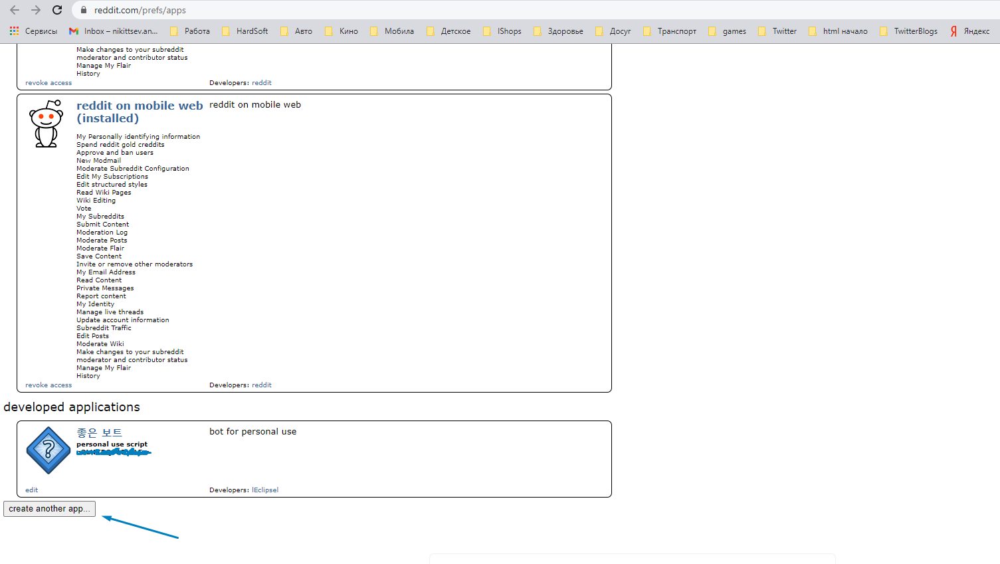 reddit.com/prefs/apps
Сервисы Inbox – nikittsev.an... Работа HardSoft Авто Кино Мобила Детское IShops Здоровье Досуг Транспорт games Twitter html начало TwitterBlogs Яндекс
Make changes to your subreddit
moderator and contributor status
Manage My Flair
History
revoke access Developers: reddit
reddit on mobile web reddit on mobile web
(installed)
My Personally identifying information
Spend reddit gold creddits
Approve and ban users
New Modmail
Moderate Subreddit Configuration
Edit My Subscriptions
Edit structured styles
Read Wiki Pages
Wiki Editing
Vote
My Subreddits
Submit Content
Moderation Log
Moderate Posts
Moderate Flair
Save Content
Invite or remove other moderators
My Email Address
Read Content
Private Messages
Report content
My Identity
Manage live threads
Update account information
Subreddit Traffic
Edit Posts
Moderate Wiki
Make changes to your subreddit
moderator and contributor status
Manage My Flair
History
revoke access Developers: reddit
developed applications
좋은 보트 bot for personal use
personal use script
edit Developers: lEclipsel
create another app...